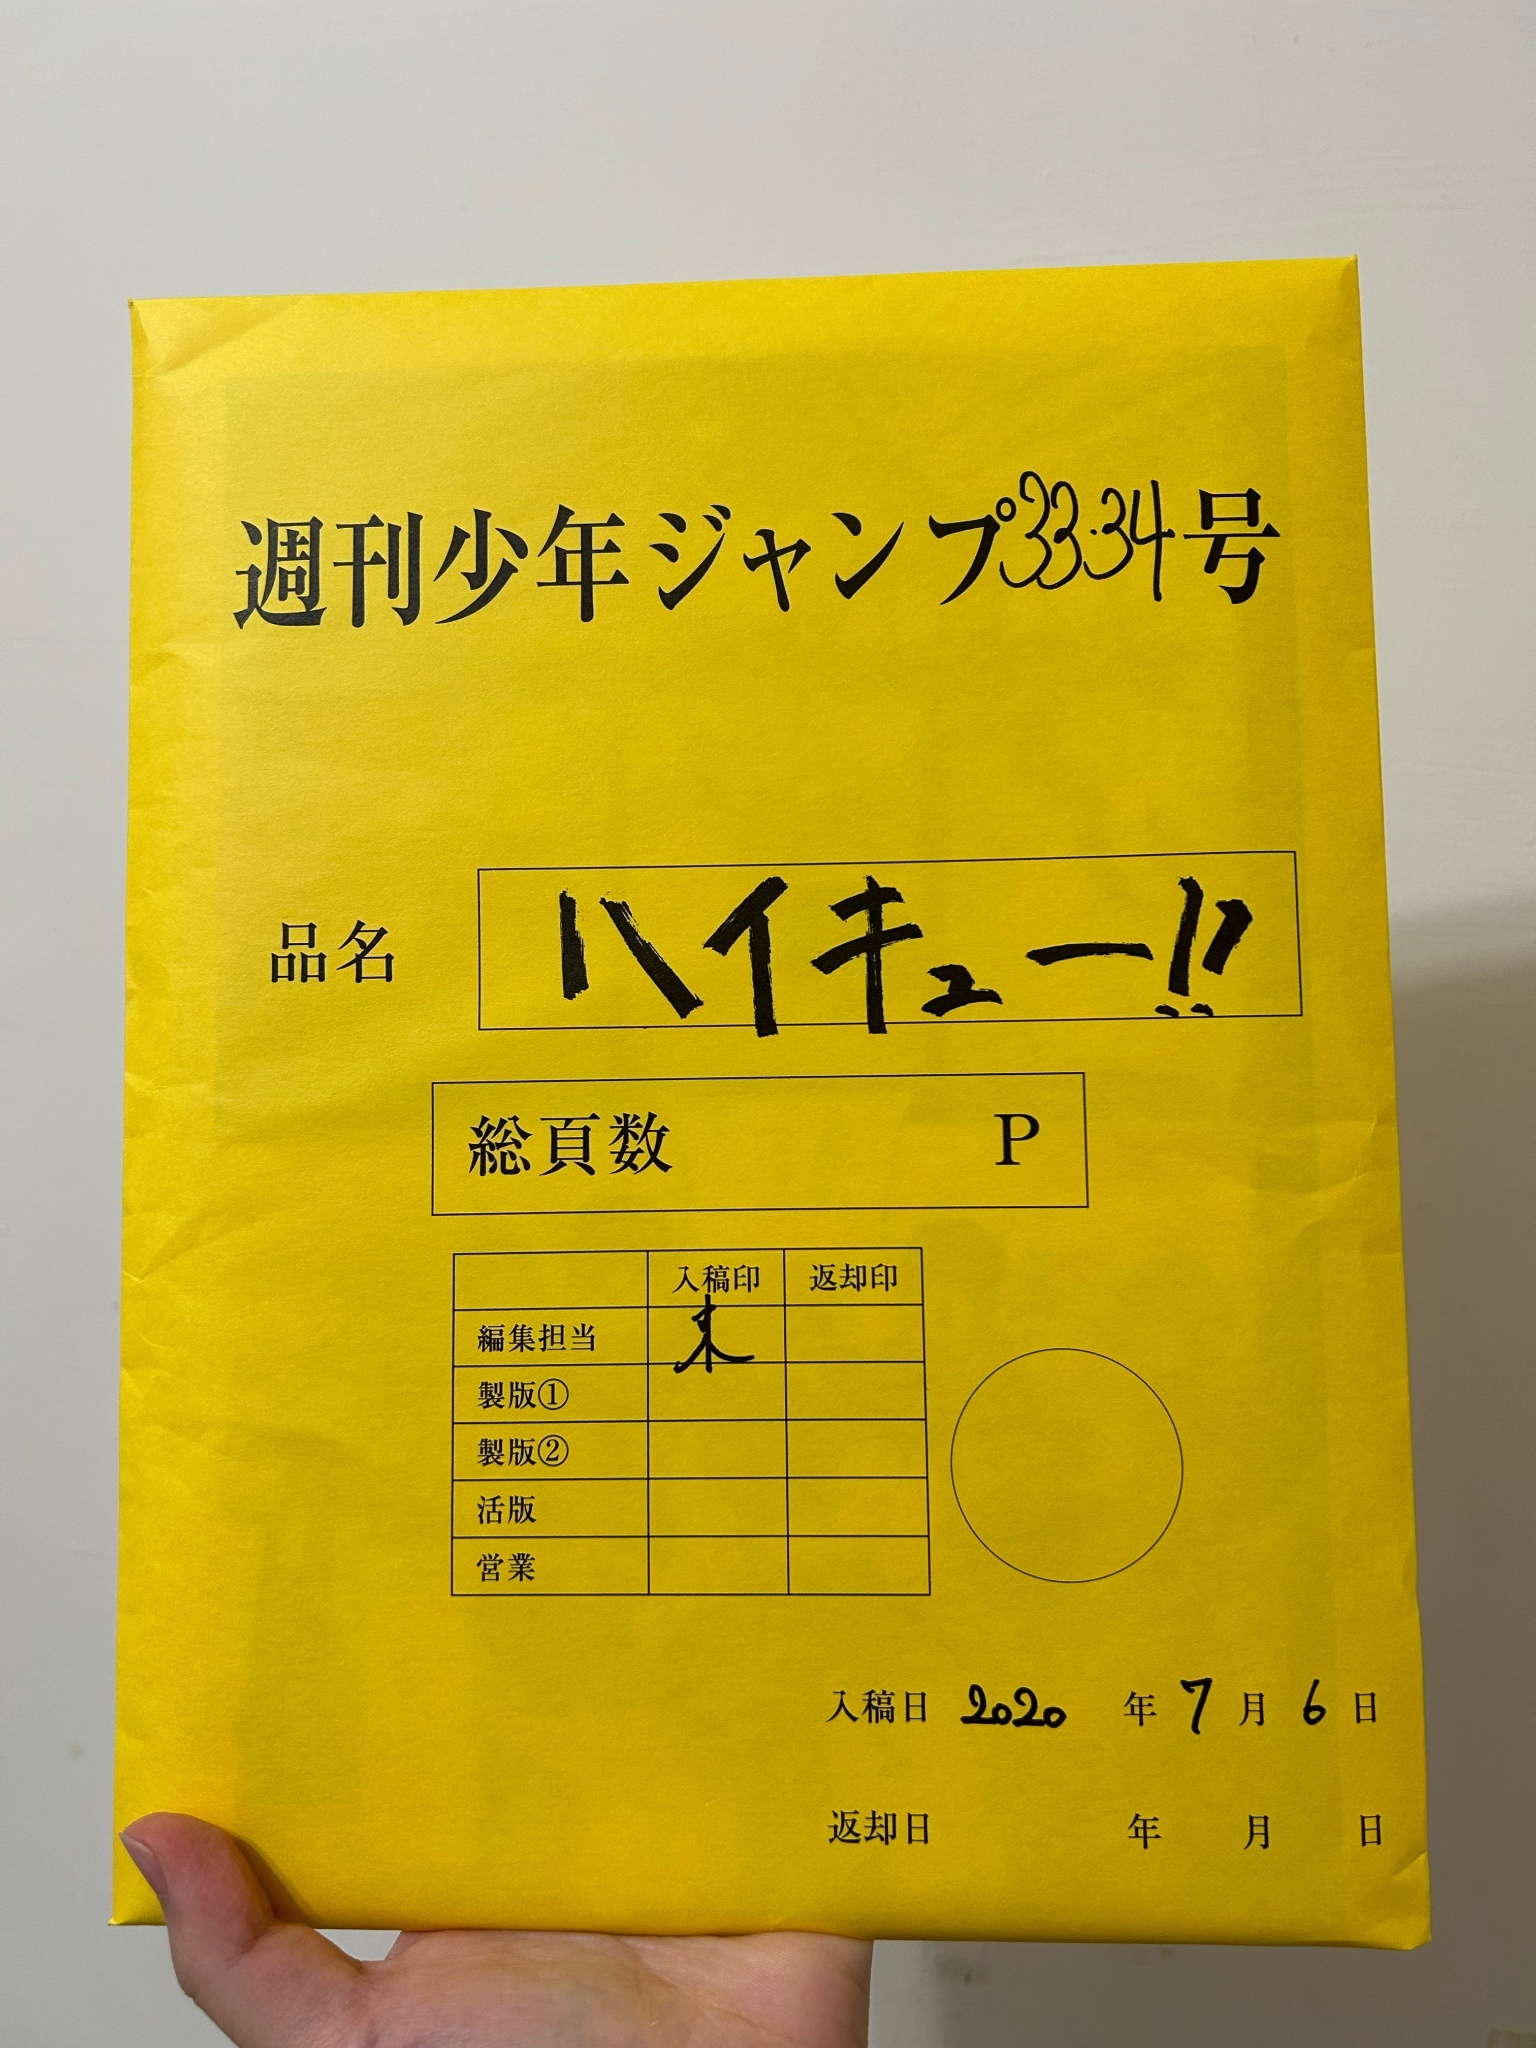 週刊少年ジャンプ33・34号
品名 ハイキュー!!
総頁数 P
入稿印 返却印
編集担当 末
製版①
製版②
活版
営業
入稿日 2020 年 7 月 6 日
返却日 年 月 日